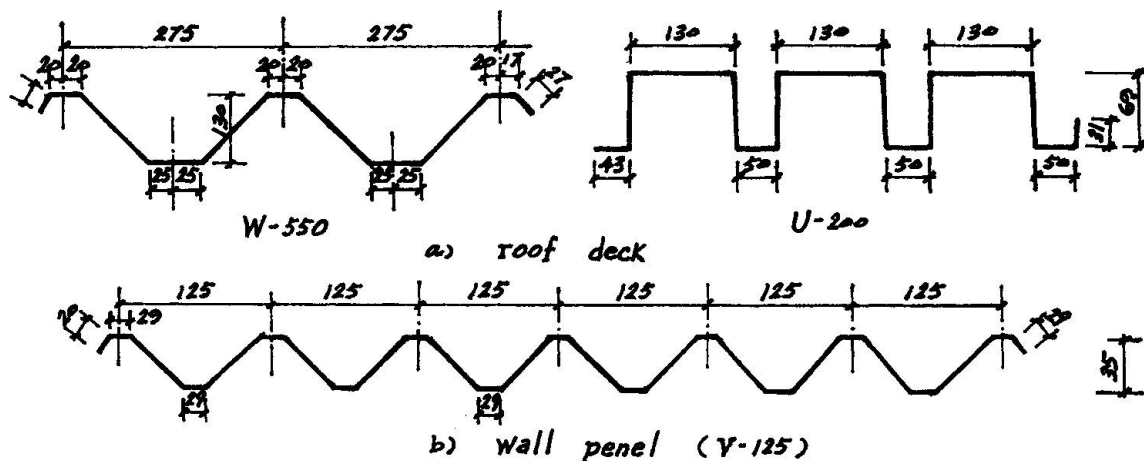 275 275 130 130 130
20 20 20 20 20 17 27
130 69 31
25 25 25 25 43 50 50 50
W-550 U-200
a) roof deck
125 125 125 125 125 125
29
35
29 29
b) wall penel (V-125)